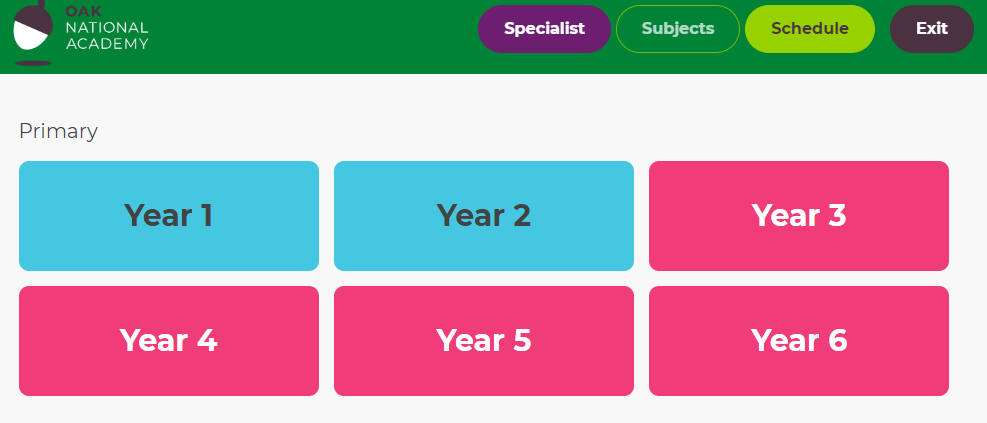 OAK
NATIONAL
ACADEMY
Specialist
Subjects
Schedule
Exit
Primary
Year 1
Year 2
Year 3
Year 4
Year 5
Year 6